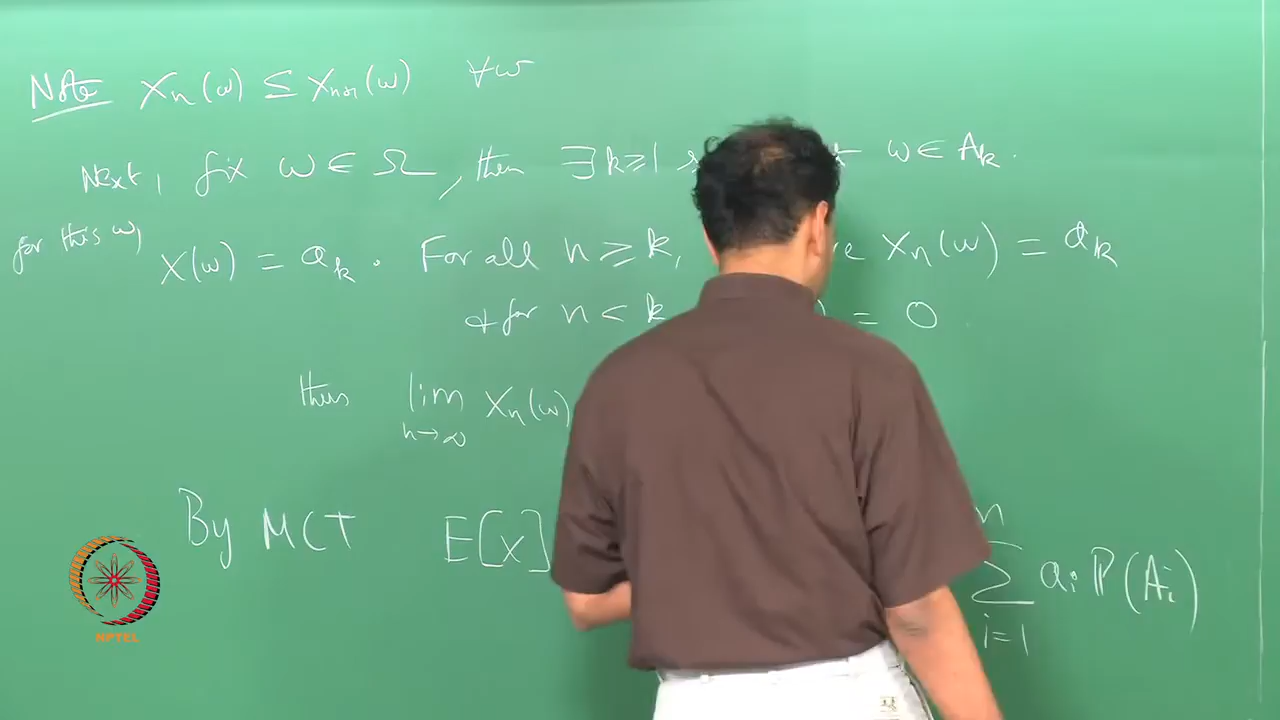 Note Xn(ω) ≤ Xn+1(ω) ∀ω
Next, fix ω ∈ Ω, then ∃ k ≥ 1 ω ∈ Ak.
for this ω, X(ω) = ak. For all n ≥ k, Xn(ω) = ak
& for n < k = 0
thus lim n→∞ Xn(ω)
By MCT E[X] n Σ i=1 ai ℙ(Ai)
NPTEL